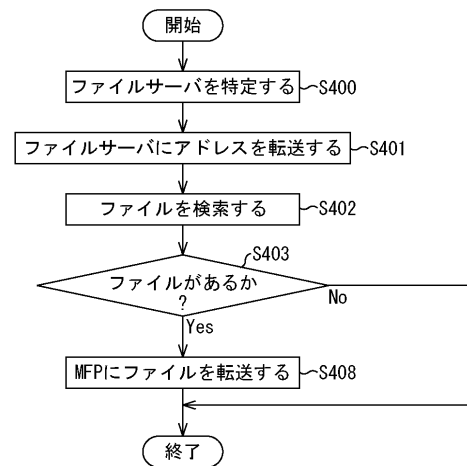 開始
ファイルサーバを特定する
S400
ファイルサーバにアドレスを転送する
S401
ファイルを検索する
S402
S403
ファイルがあるか
?
No
Yes
MFPにファイルを転送する
S408
終了